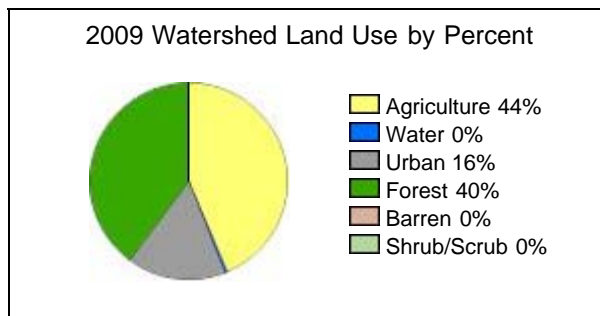 2009 Watershed Land Use by Percent
Agriculture 44%
Water 0%
Urban 16%
Forest 40%
Barren 0%
Shrub/Scrub 0%